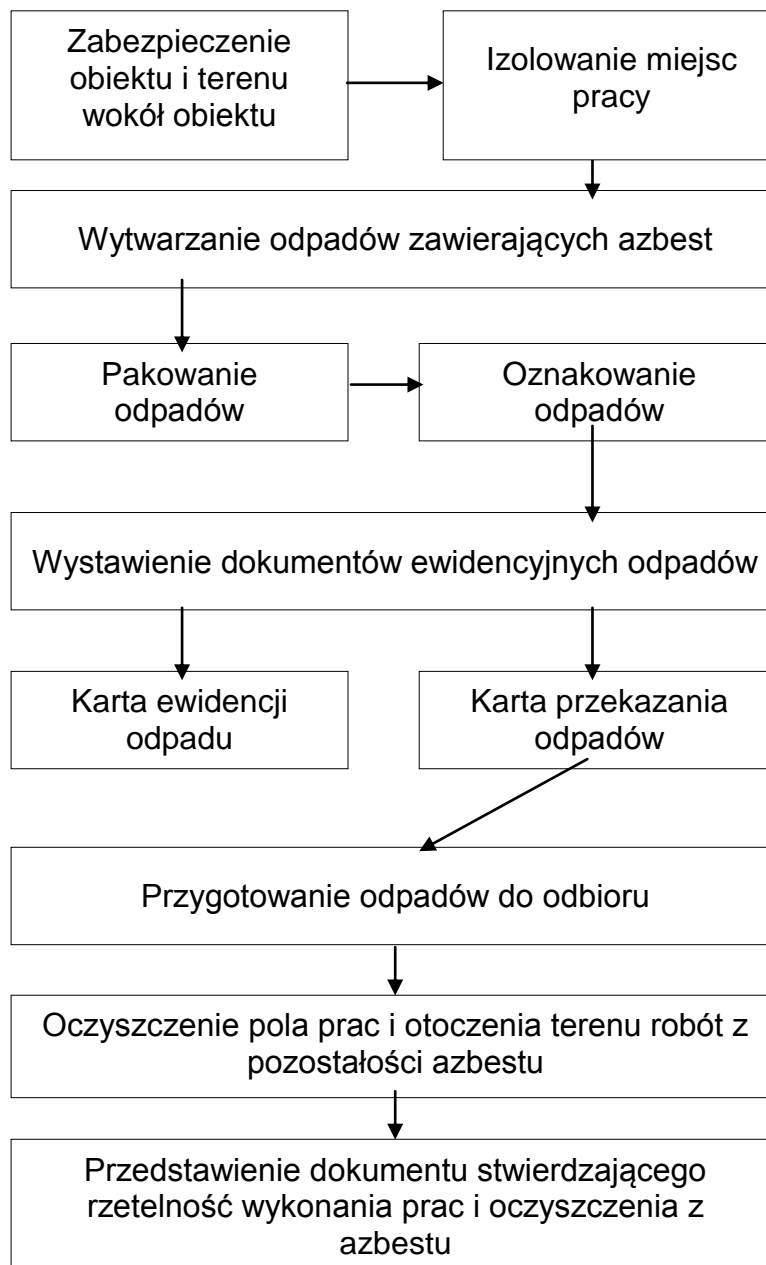 Zabezpieczenie
obiektu i terenu
wokół obiektu
Izolowanie miejsc
pracy
Wytwarzanie odpadów zawierających azbest
Pakowanie
odpadów
Oznakowanie
odpadów
Wystawienie dokumentów ewidencyjnych odpadów
Karta ewidencji
odpadu
Karta przekazania
odpadów
Przygotowanie odpadów do odbioru
Oczyszczenie pola prac i otoczenia terenu robót z
pozostałości azbestu
Przedstawienie dokumentu stwierdzającego
rzetelność wykonania prac i oczyszczenia z
azbestu